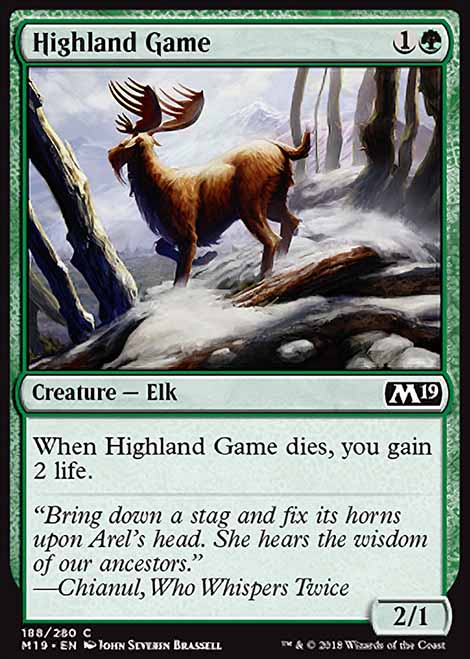 Highland Game 1
Creature — Elk M19
When Highland Game dies, you gain
2 life.
“Bring down a stag and fix its horns
upon Arel’s head. She hears the wisdom
of our ancestors.”
—Chianul, Who Whispers Twice
2/1
188/280 C
M19 • EN John Severin Brassell
™ & © 2018 Wizards of the Coast